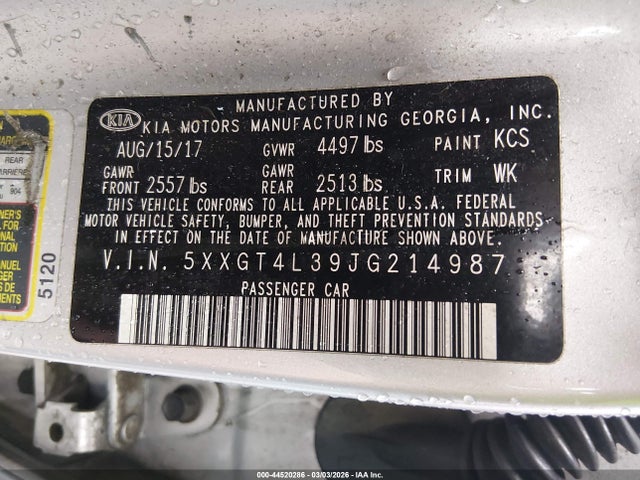 MANUFACTURED BY
KIA KIA MOTORS MANUFACTURING GEORGIA, INC.
AUG/15/17 GVWR 4497 lbs PAINT KCS
GAWR FRONT 2557 lbs GAWR REAR 2513 lbs TRIM WK
THIS VEHICLE CONFORMS TO ALL APPLICABLE U.S.A. FEDERAL
MOTOR VEHICLE SAFETY, BUMPER, AND THEFT PREVENTION STANDARDS
IN EFFECT ON THE DATE OF MANUFACTURE SHOWN ABOVE.
V.I.N. 5XXGT4L39JG214987
PASSENGER CAR
5120
REAR
904
000-44520286 - 03/03/2026 - IAA Inc.